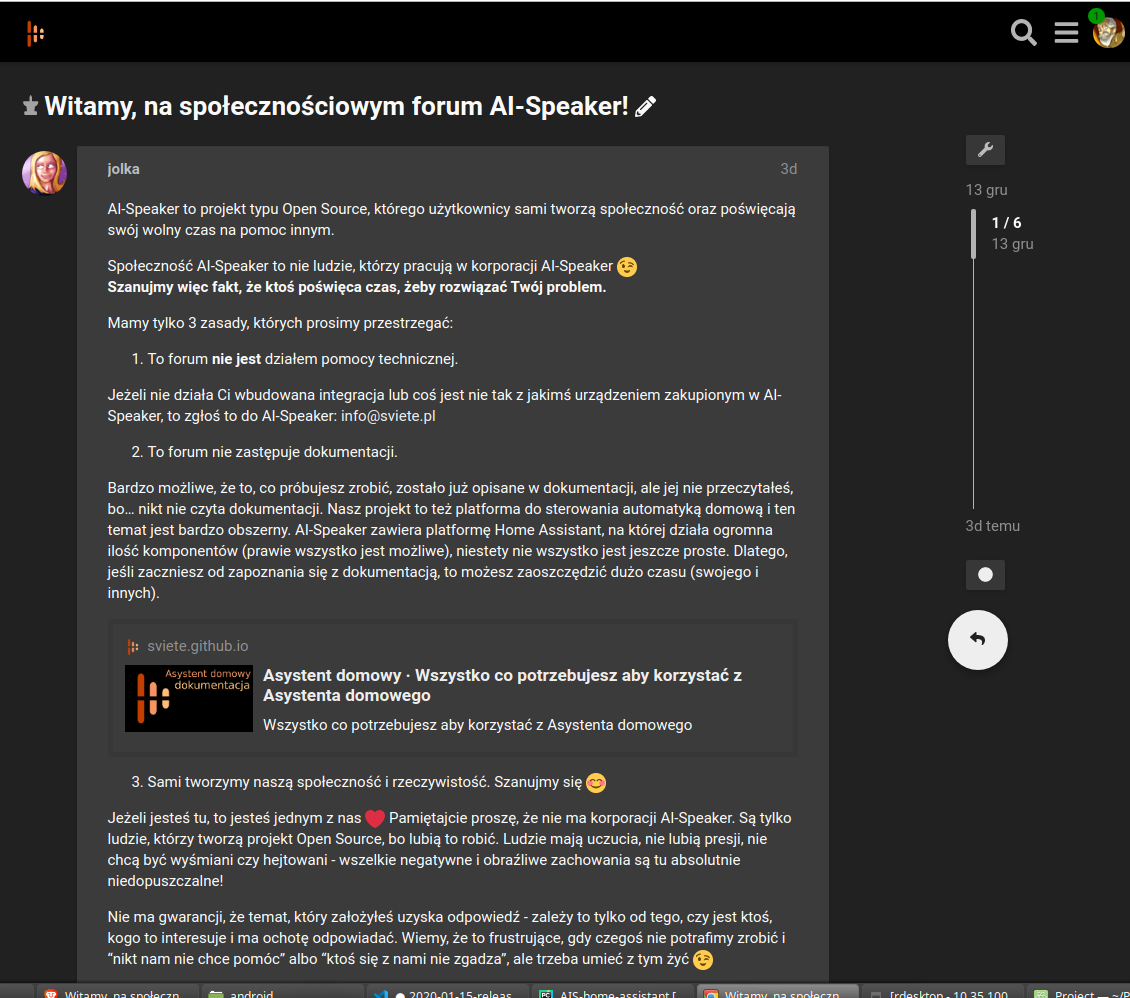 1
Witamy, na społecznościowym forum AI-Speaker!
jolka 3d
AI-Speaker to projekt typu Open Source, którego użytkownicy sami tworzą społeczność oraz poświęcają
swój wolny czas na pomoc innym.
Społeczność AI-Speaker to nie ludzie, którzy pracują w korporacji AI-Speaker 😉
Szanujmy więc fakt, że ktoś poświęca czas, żeby rozwiązać Twój problem.
Mamy tylko 3 zasady, których prosimy przestrzegać:
1. To forum nie jest działem pomocy technicznej.
Jeżeli nie działa Ci wbudowana integracja lub coś jest nie tak z jakimś urządzeniem zakupionym w AI-
Speaker, to zgłoś to do AI-Speaker: info@sviete.pl
2. To forum nie zastępuje dokumentacji.
Bardzo możliwe, że to, co próbujesz zrobić, zostało już opisane w dokumentacji, ale jej nie przeczytałeś,
bo… nikt nie czyta dokumentacji. Nasz projekt to też platforma do sterowania automatyką domową i ten
temat jest bardzo obszerny. AI-Speaker zawiera platformę Home Assistant, na której działa ogromna
ilość komponentów (prawie wszystko jest możliwe), niestety nie wszystko jest jeszcze proste. Dlatego,
jeśli zaczniesz od zapoznania się z dokumentacją, to możesz zaoszczędzić dużo czasu (swojego i
innych).
sviete.github.io
Asystent domowy
dokumentacja
Asystent domowy · Wszystko co potrzebujesz aby korzystać z
Asystenta domowego
Wszystko co potrzebujesz aby korzystać z Asystenta domowego
3. Sami tworzymy naszą społeczność i rzeczywistość. Szanujmy się 😊
Jeżeli jesteś tu, to jesteś jednym z nas ❤️ Pamiętajcie proszę, że nie ma korporacji AI-Speaker. Są tylko
ludzie, którzy tworzą projekt Open Source, bo lubią to robić. Ludzie mają uczucia, nie lubią presji, nie
chcą być wyśmiani czy hejtowani - wszelkie negatywne i obraźliwe zachowania są tu absolutnie
niedopuszczalne!
Nie ma gwarancji, że temat, który założyłeś uzyska odpowiedź - zależy to tylko od tego, czy jest ktoś,
kogo to interesuje i ma ochotę odpowiadać. Wiemy, że to frustrujące, gdy czegoś nie potrafimy zrobić i
“nikt nam nie chce pomóc” albo “ktoś się z nami nie zgadza”, ale trzeba umieć z tym żyć 😉
13 gru
1 / 6
13 gru
3d temu
Witamy, na społeczn
android
● 2020-01-15-releas
AIS-home-assistant [
Witamy, na społeczn
[rdesktop - 10.35.100
Project — ~/P